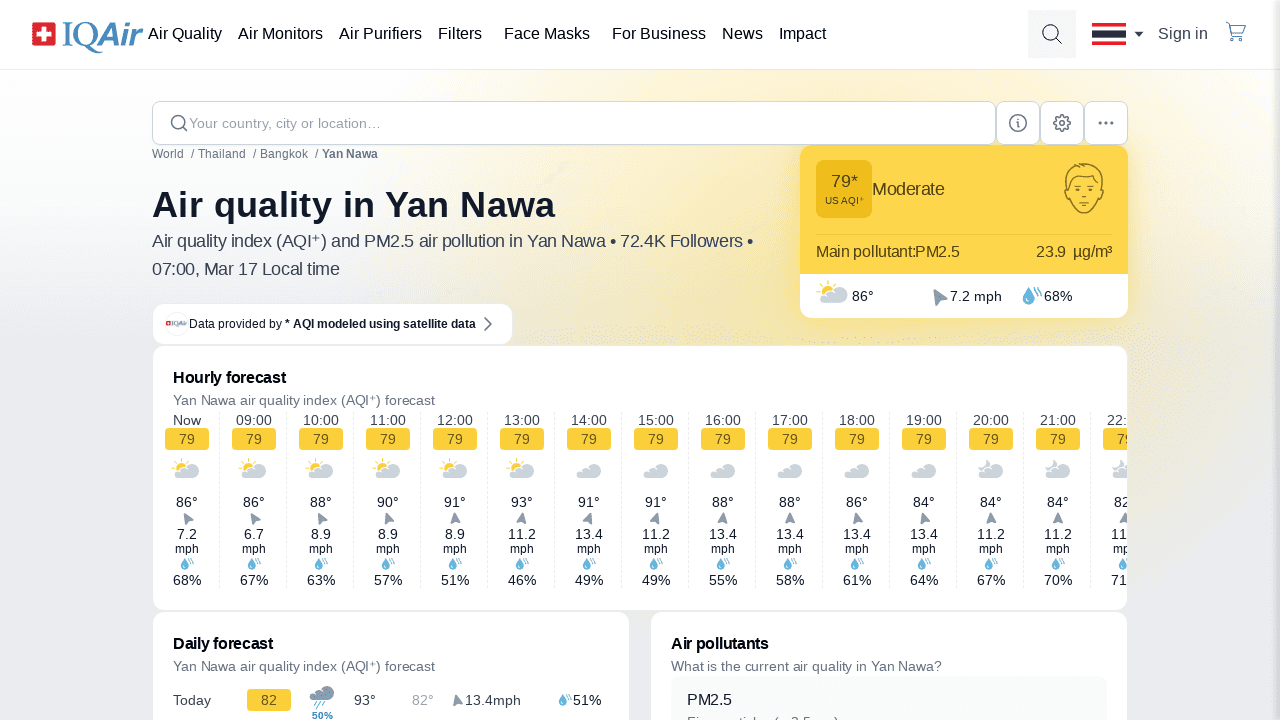 IQAir Air Quality Air Monitors Air Purifiers Filters Face Masks For Business News Impact Sign in
Your country, city or location…
World / Thailand / Bangkok / Yan Nawa
Air quality in Yan Nawa
Air quality index (AQI⁺) and PM2.5 air pollution in Yan Nawa • 72.4K Followers •
07:00, Mar 17 Local time
79*
US AQI⁺
Moderate
Main pollutant:PM2.5 23.9 µg/m³
86° 7.2 mph 68%
IQAir Data provided by * AQI modeled using satellite data
Hourly forecast
Yan Nawa air quality index (AQI⁺) forecast
Now 09:00 10:00 11:00 12:00 13:00 14:00 15:00 16:00 17:00 18:00 19:00 20:00 21:00 22:
79 79 79 79 79 79 79 79 79 79 79 79 79 79 79
86° 86° 88° 90° 91° 93° 91° 91° 88° 88° 86° 84° 84° 84° 82
7.2 6.7 8.9 8.9 8.9 11.2 13.4 11.2 13.4 13.4 13.4 13.4 11.2 11.2 11
mph mph mph mph mph mph mph mph mph mph mph mph mph mph mp
68% 67% 63% 57% 51% 46% 49% 49% 55% 58% 61% 64% 67% 70% 71
Daily forecast
Yan Nawa air quality index (AQI⁺) forecast
Today 82 50% 93° 82° 13.4mph 51%
Air pollutants
What is the current air quality in Yan Nawa?
PM2.5